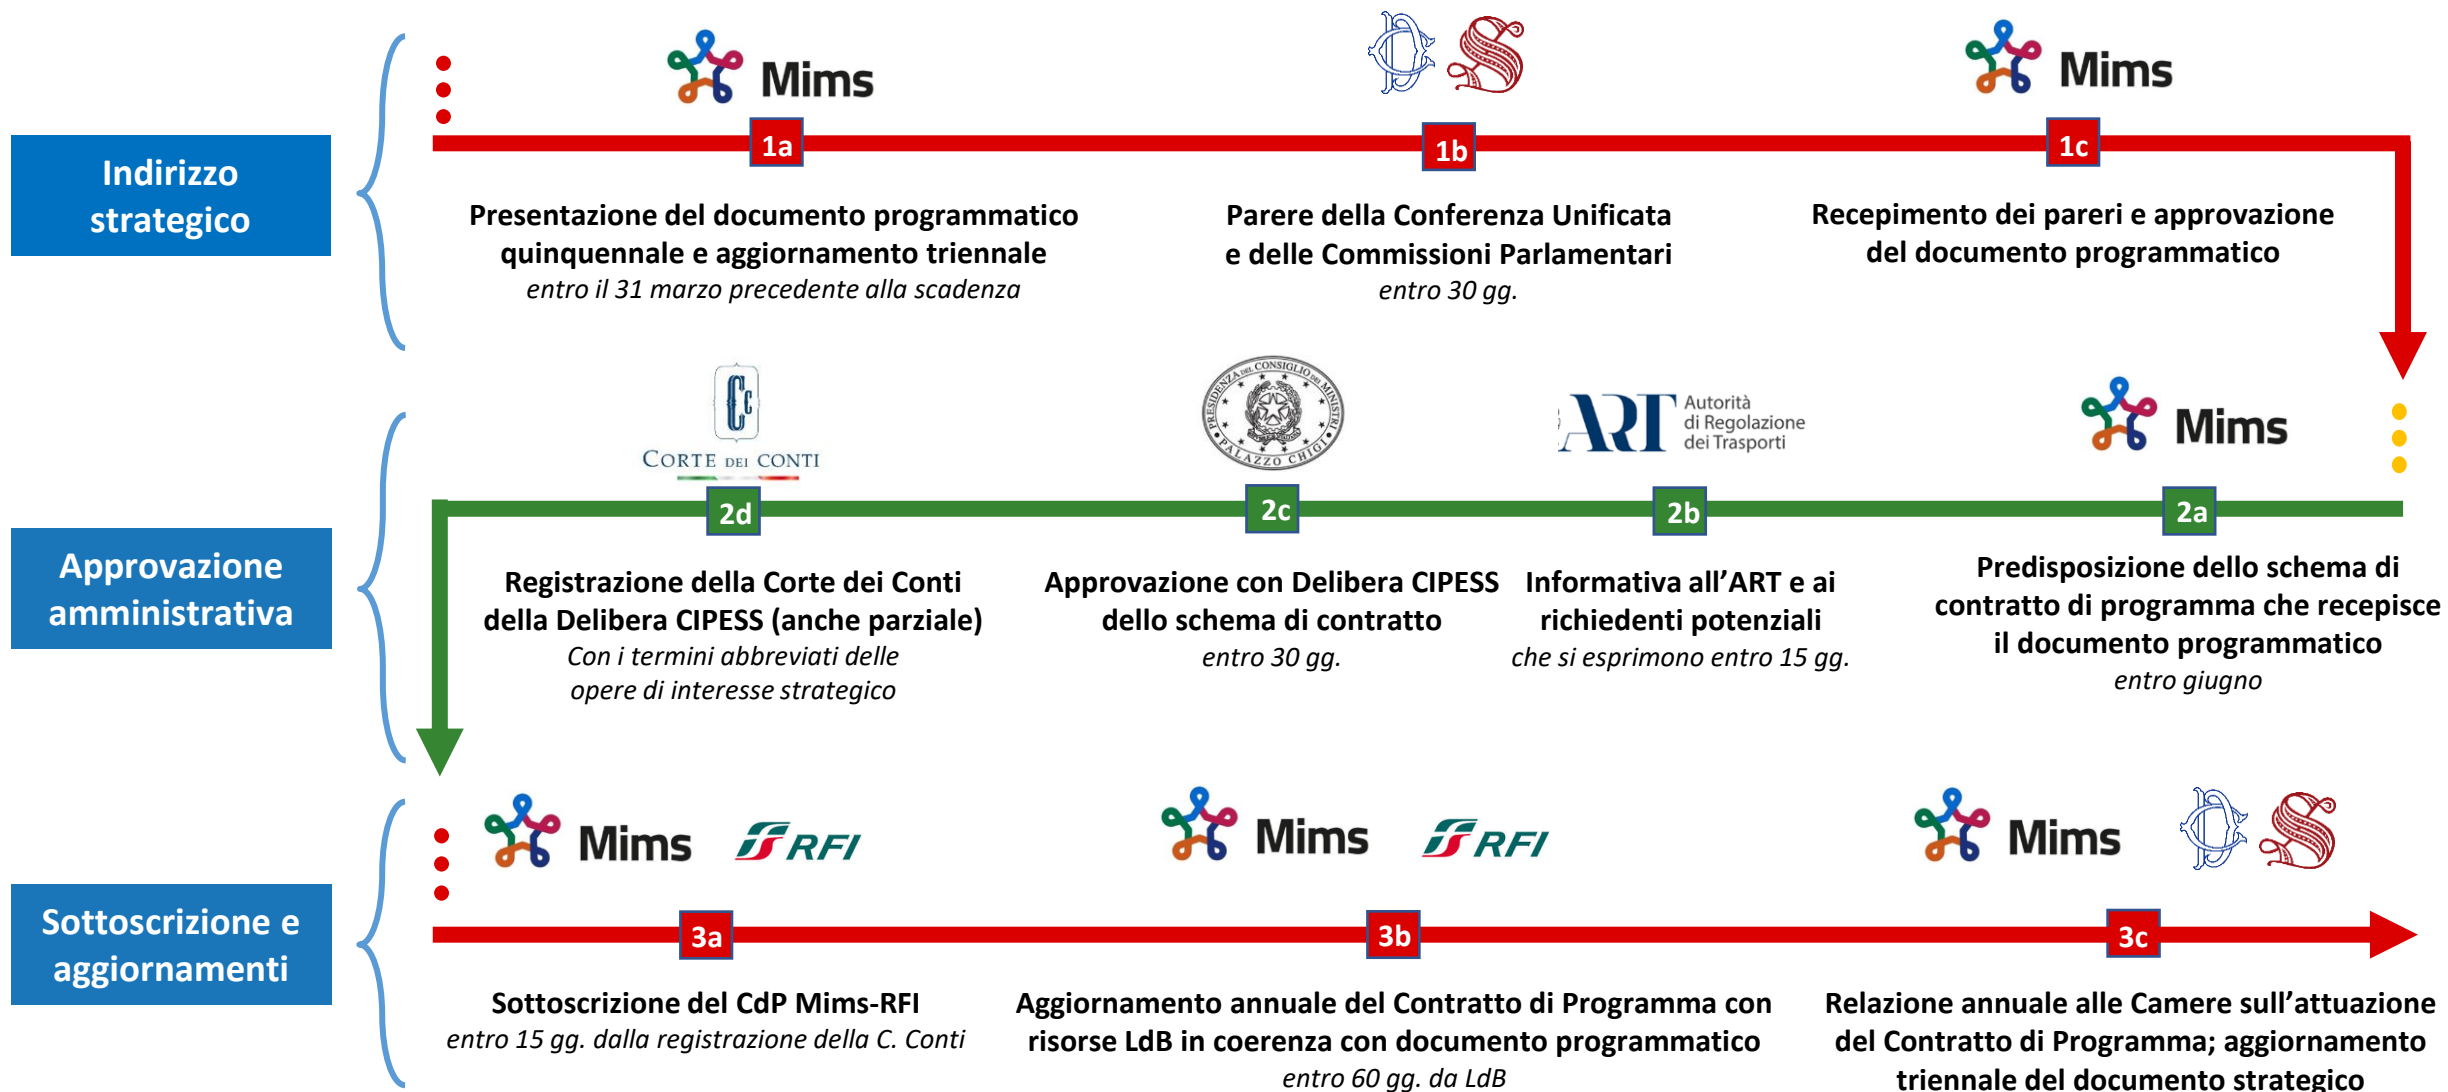 Indirizzo
strategico
Mims
1a
Presentazione del documento programmatico
quinquennale e aggiornamento triennale
entro il 31 marzo precedente alla scadenza
1b
Parere della Conferenza Unificata
e delle Commissioni Parlamentari
entro 30 gg.
Mims
1c
Recepimento dei pareri e approvazione
del documento programmatico
Approvazione
amministrativa
Mims
2a
Predisposizione dello schema di
contratto di programma che recepisce
il documento programmatico
entro giugno
ART
Autorità
di Regolazione
dei Trasporti
2b
Informativa all'ART e ai
richiedenti potenziali
che si esprimono entro 15 gg.
PRESIDENZA DEL CONSIGLIO DEI MINISTRI
PALAZZO CHIGI
2c
Approvazione con Delibera CIPESS
dello schema di contratto
entro 30 gg.
CORTE DEI CONTI
2d
Registrazione della Corte dei Conti
della Delibera CIPESS (anche parziale)
Con i termini abbreviati delle
opere di interesse strategico
Sottoscrizione e
aggiornamenti
Mims
RFI
3a
Sottoscrizione del CdP Mims-RFI
entro 15 gg. dalla registrazione della C. Conti
Mims
RFI
3b
Aggiornamento annuale del Contratto di Programma con
risorse LdB in coerenza con documento programmatico
entro 60 gg. da LdB
Mims
3c
Relazione annuale alle Camere sull'attuazione
del Contratto di Programma; aggiornamento
triennale del documento strategico